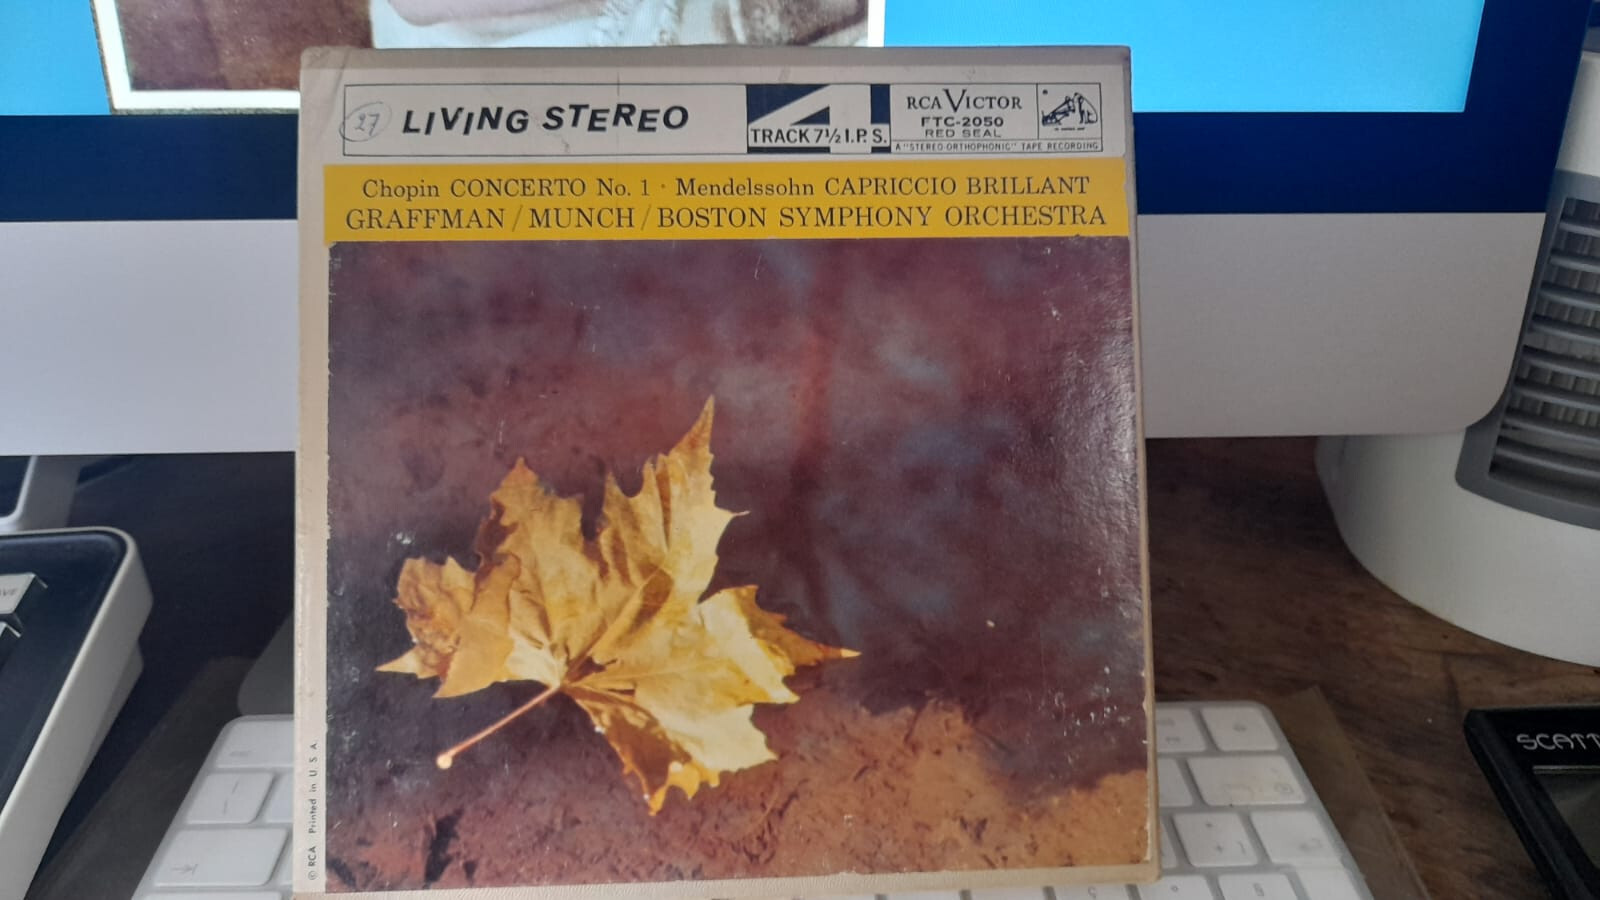 27
LIVING STEREO
4
TRACK 7½ I.P.S.
RCA VICTOR
FTC-2050
RED SEAL
A "STEREO-ORTHOPHONIC" TAPE RECORDING
Chopin CONCERTO No. 1 · Mendelssohn CAPRICCIO BRILLANT
GRAFFMAN / MUNCH / BOSTON SYMPHONY ORCHESTRA
© RCA Printed in U. S. A.
esc
K
ç
§